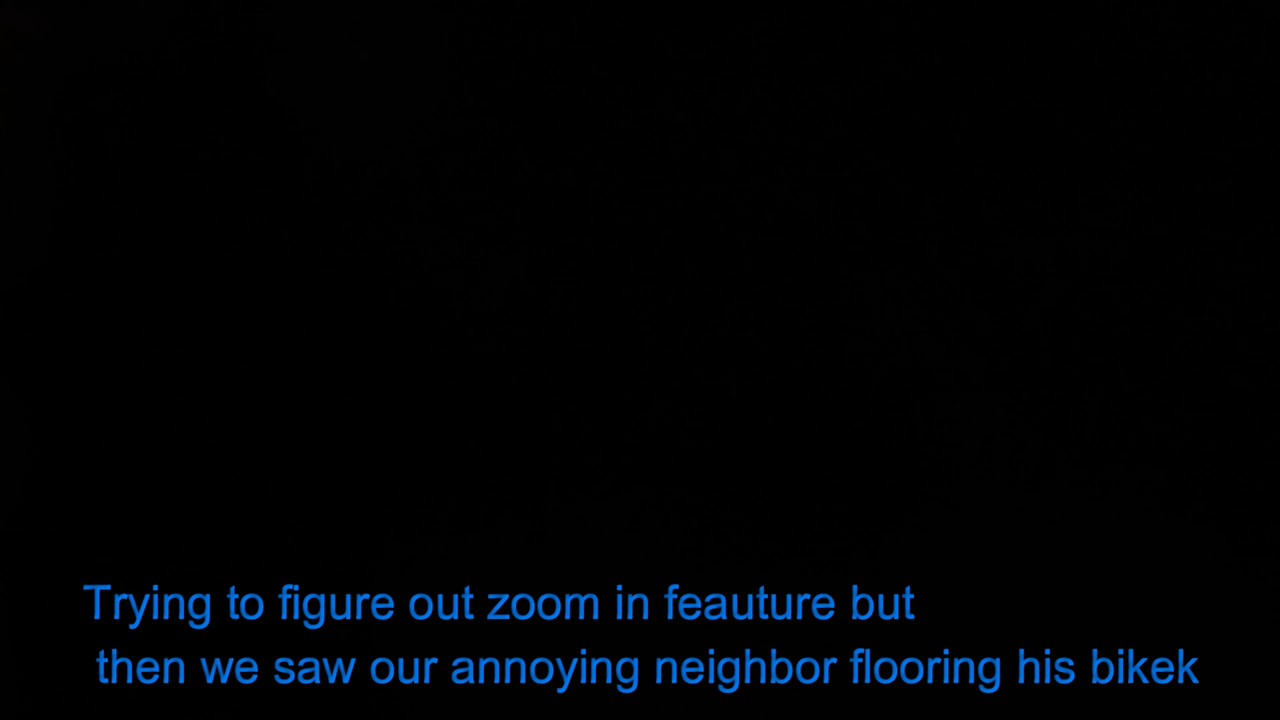 Trying to figure out zoom in feauture but
then we saw our annoying neighbor flooring his bikek